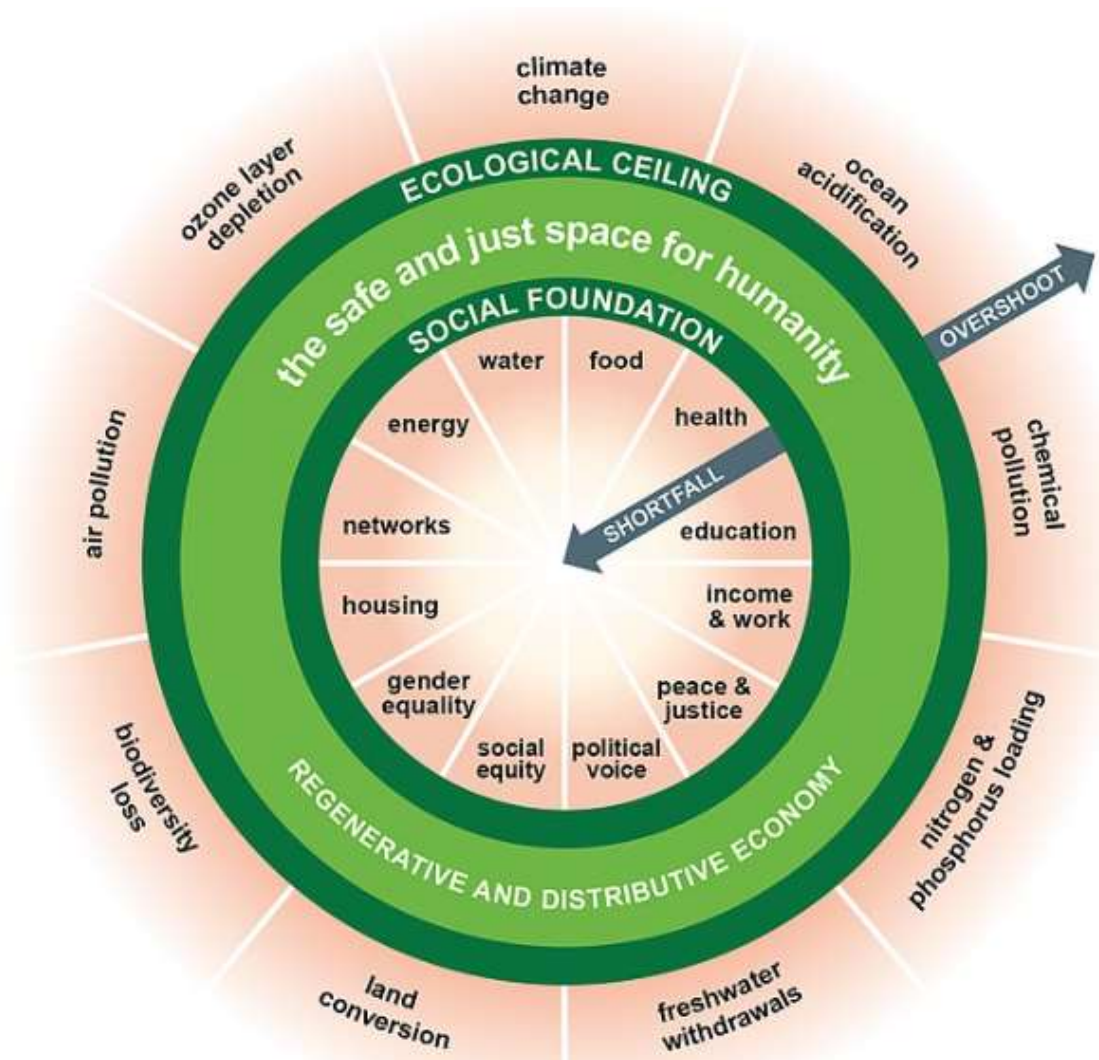 climate
change
ocean
acidification
chemical
pollution
nitrogen &
phosphorus loading
freshwater
withdrawals
land
conversion
biodiversity
loss
air pollution
ozone layer
depletion
ECOLOGICAL CEILING
the safe and just space for humanity
SOCIAL FOUNDATION
OVERSHOOT
SHORTFALL
water
food
health
education
income
& work
peace &
justice
political
voice
social
equity
gender
equality
housing
networks
energy
REGENERATIVE AND DISTRIBUTIVE ECONOMY